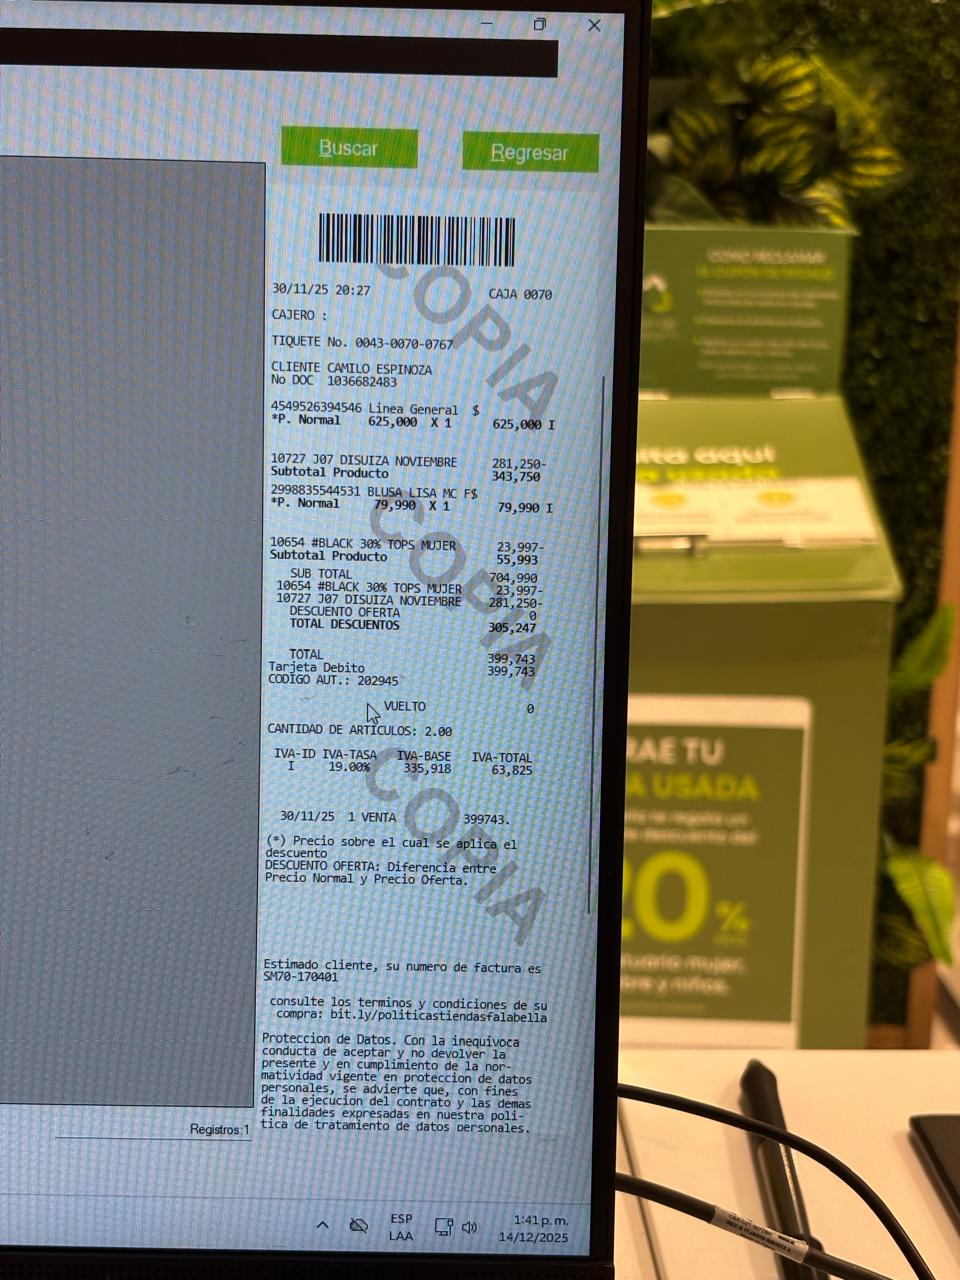 Buscar
Regresar
30/11/25 20:27 CAJA 0070
CAJERO :
TIQUETE No. 0043-0070-0767
CLIENTE CAMILO ESPINOZA
No DOC 1036682483
4549526394546 Linea General $
*P. Normal 625,000 X 1 625,000 I
10727 J07 DISUIZA NOVIEMBRE 281,250-
Subtotal Producto 343,750
2998835544531 BLUSA LISA MC F$
*P. Normal 79,990 X 1 79,990 I
10654 #BLACK 30% TOPS MUJER 23,997-
Subtotal Producto 55,993
SUB TOTAL 704,990
10654 #BLACK 30% TOPS MUJER 23,997-
10727 J07 DISUIZA NOVIEMBRE 281,250-
DESCUENTO OFERTA 0
TOTAL DESCUENTOS 305,247
TOTAL 399,743
Tarjeta Debito 399,743
CODIGO AUT.: 202945
VUELTO 0
CANTIDAD DE ARTICULOS: 2.00
IVA-ID IVA-TASA IVA-BASE IVA-TOTAL
I 19.00% 335,918 63,825
30/11/25 1 VENTA 399743.
(*) Precio sobre el cual se aplica el
descuento
DESCUENTO OFERTA: Diferencia entre
Precio Normal y Precio Oferta.
Estimado cliente, su numero de factura es
SM70-170401
consulte los terminos y condiciones de su
compra: bit.ly/politicastiendasfalabella
Proteccion de Datos. Con la inequivoca
conducta de aceptar y no devolver la
presente y en cumplimiento de la nor-
matividad vigente en proteccion de datos
personales, se advierte que, con fines
de la ejecucion del contrato y las demas
finalidades expresadas en nuestra poli-
tica de tratamiento de datos personales.
COPIA
COPIA
COPIA
Registros:1
ESP
LAA
1:41 p. m.
14/12/2025
COMO RECLAMAR
aquí
RAE TU
A USADA
20%
mujer,
y niños.